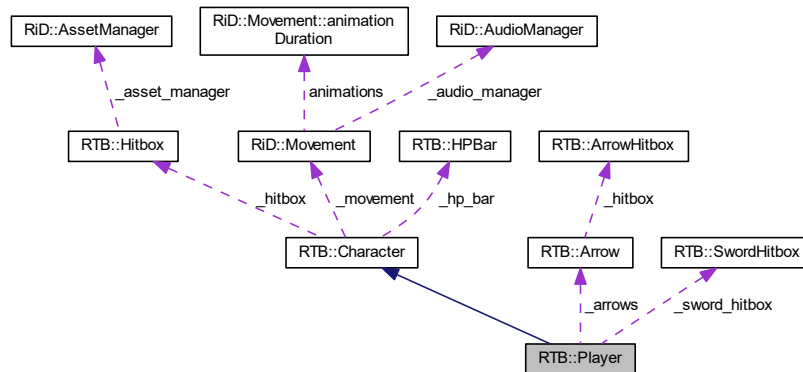 RiD::AssetManager
RiD::Movement::animation
Duration
RiD::AudioManager
_asset_manager
animations
_audio_manager
RTB::Hitbox
RiD::Movement
RTB::HPBar
RTB::ArrowHitbox
_hitbox
_movement
_hp_bar
_hitbox
RTB::Character
RTB::Arrow
RTB::SwordHitbox
_arrows
_sword_hitbox
RTB::Player